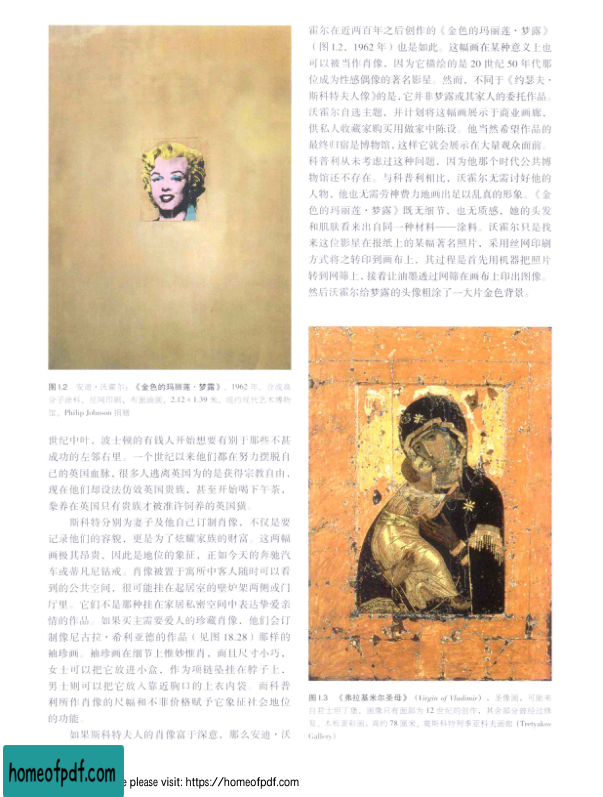 图1.2 安迪·沃霍尔:《金色的玛丽莲·梦露》,1962 年,合成高
分子涂料,丝网印刷,布面油画,2.12×1.39 米,纽约现代艺术博物
馆,Philip Johnson 捐赠
世纪中叶,波士顿的有钱人开始想要有别于那些不甚
成功的左邻右里。一个世纪以来他们都在努力摆脱自
己的英国血脉,很多人逃离英国为的是获得宗教自由,
现在他们却设法仿效英国贵族,甚至开始喝下午茶,
豢养在英国只有贵族才被准许饲养的英国獚。
斯科特分别为妻子及他自己订制肖像,不仅是要
记录他们的容貌,更是为了炫耀家族的财富。这两幅
画极其昂贵,因此是地位的象征,正如今天的奔驰汽
车或蒂凡尼钻戒。肖像被置于寓所中客人随时可以看
到的公共空间,很可能挂在起居室的壁炉架两侧或门
厅里。它们不是那种挂在家居私密空间中表达挚爱亲
情的作品。如果买主需要爱人的珍藏肖像,他们会订
制像尼古拉·希利亚德的作品(见图 18.28)那样的
袖珍画。袖珍画在细节上惟妙惟肖,而且尺寸小巧,
女士可以把它放进小盒,作为项链坠挂在脖子上,
男士则可以把它放入靠近胸口的上衣内袋。而科普
利所作肖像的尺幅和不菲价格赋予它象征社会地位
的功能。
如果斯科特夫人的肖像富于深意,那么安迪·沃
霍尔在近两百年之后创作的《金色的玛丽莲·梦露》
(图1.2,1962 年)也是如此。这幅画在某种意义上也
可以被当作肖像,因为它描绘的是 20 世纪 50 年代那
位成为性感偶像的著名影星。然而,不同于《约瑟夫·
斯科特夫人像》的是,它并非梦露或其家人的委托作品。
沃霍尔自选主题,并计划将这幅画展示于商业画廊,
供私人收藏家购买用做家中陈设。他当然希望作品的
最终归宿是博物馆,这样它就会展示在大量观众面前。
科普利从未考虑过这种问题,因为他那个时代公共博
物馆还不存在。与科普利相比,沃霍尔无需讨好他的
人物,他也无需劳神费力地画出足以乱真的形象。《金
色的玛丽莲·梦露》既无细节,也无质感,她的头发
和肌肤看来出自同一种材料——涂料。沃霍尔只是找
来这位影星在报纸上的某幅著名照片,采用丝网印刷
方式将之转印到画布上,其过程是首先用机器把照片
转到网筛上,接着让油墨透过网筛在画布上印出图像。
然后沃霍尔给梦露的头像粗涂了一大片金色背景。
图1.3 《弗拉基米尔圣母》(Virgin of Vladimir),圣像画,可能来
自君士坦丁堡,画像只有面部为 12 世纪的创作,其余部分曾经过修
复。木板蛋彩画,高约 78 厘米。莫斯科特列季亚科夫画廊(Tretyakov
Gallery)
homeofpdf.com
e please visit: https://homeofpdf.com